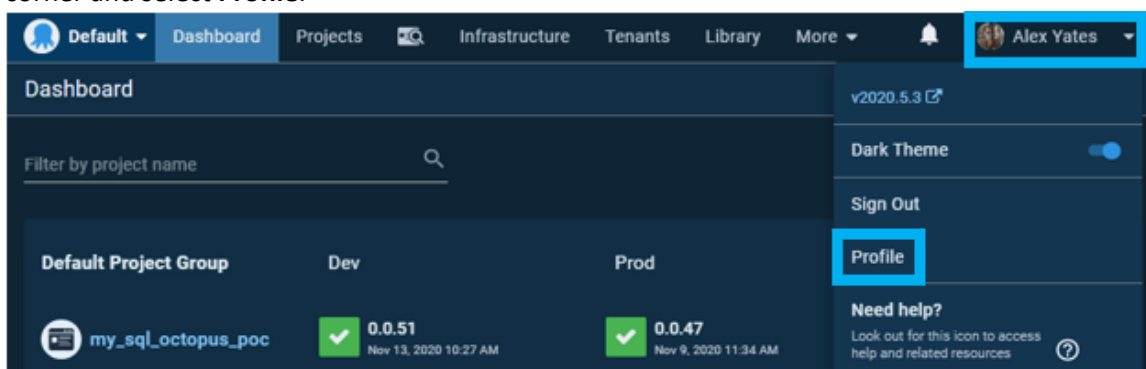 Default Dashboard Projects Infrastructure Tenants Library More Alex Yates
Dashboard
v2020.5.3
Filter by project name
Dark Theme
Sign Out
Default Project Group Dev Prod
Profile
my_sql_octopus_poc
0.0.51
Nov 13, 2020 10:27 AM
0.0.47
Nov 9, 2020 11:34 AM
Need help?
Look out for this icon to access
help and related resources